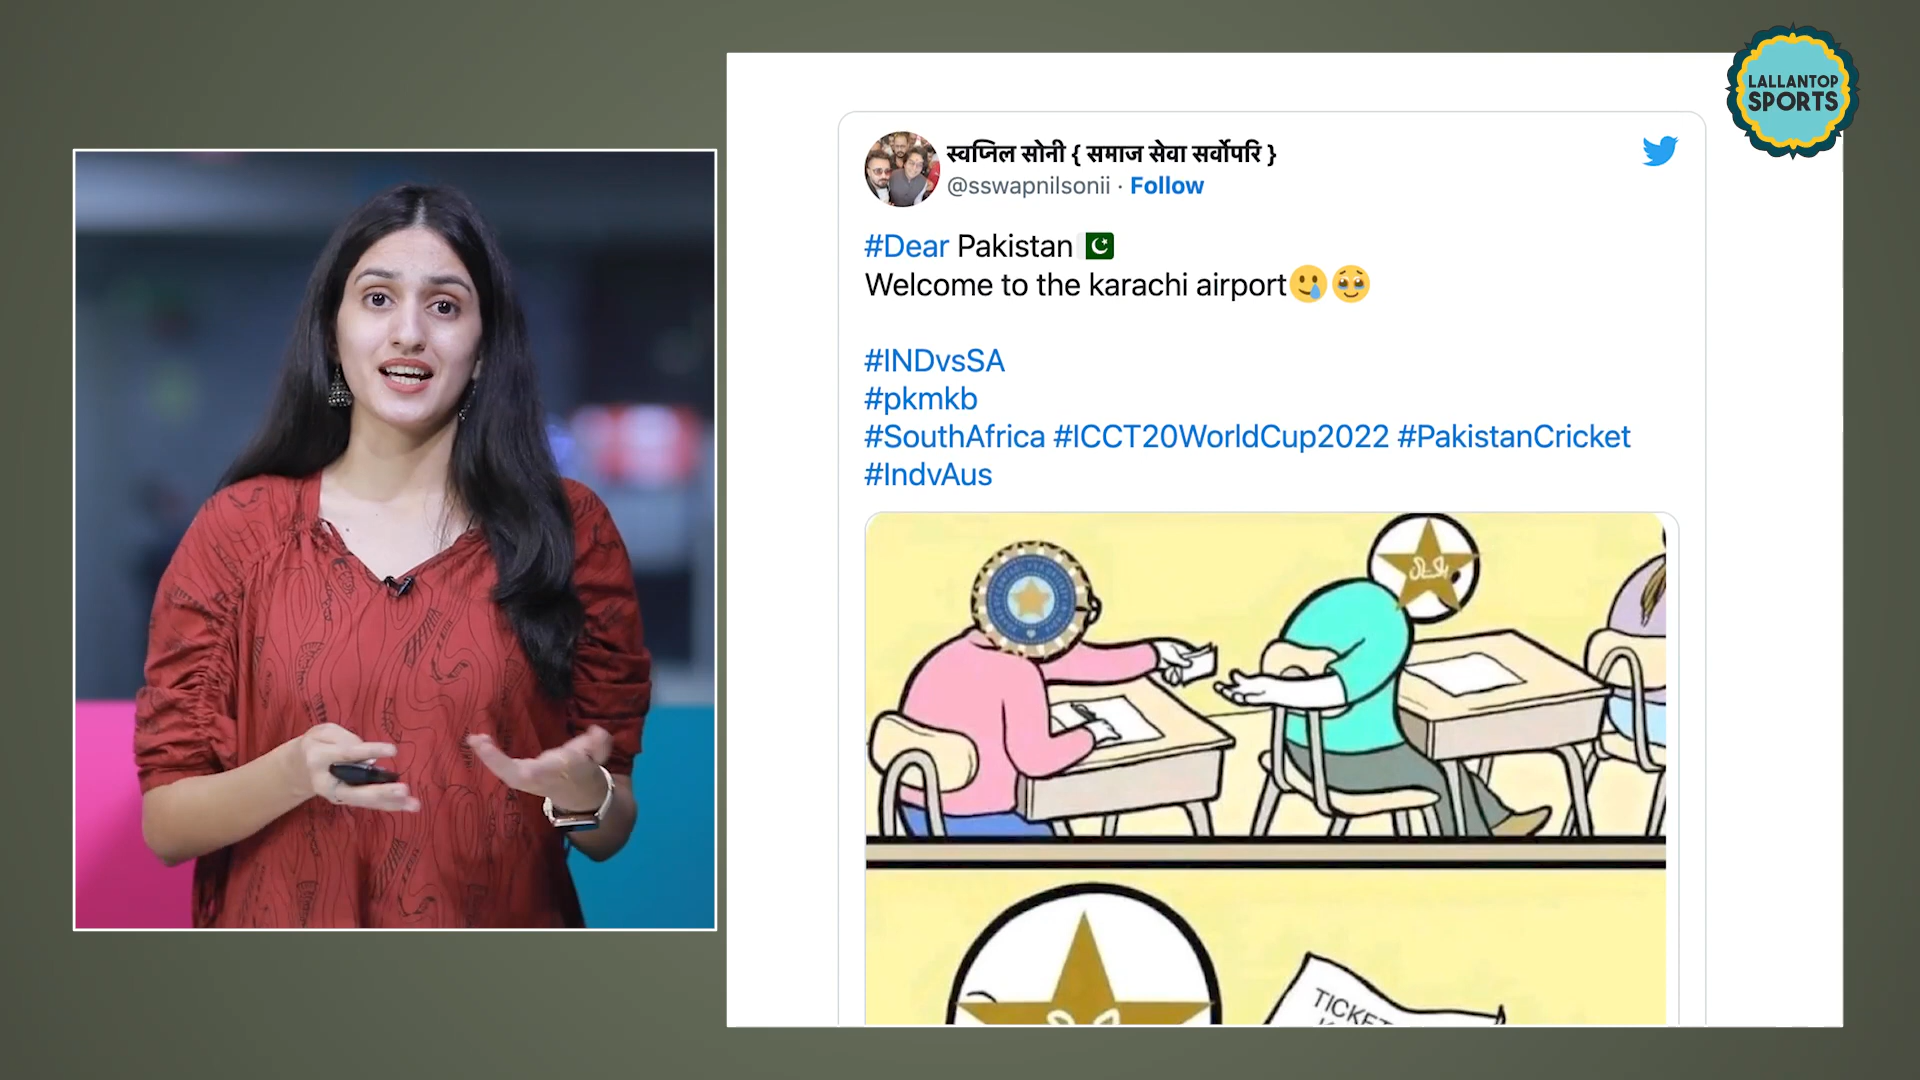 LALLANTOP
SPORTS
स्वप्निल सोनी { समाज सेवा सर्वोपरि }
@sswapnilsonii · Follow
#Dear Pakistan 🇵🇰
Welcome to the karachi airport🥲🥹
#INDvsSA
#pkmkb
#SouthAfrica #ICCT20WorldCup2022 #PakistanCricket
#IndvAus
TICKET